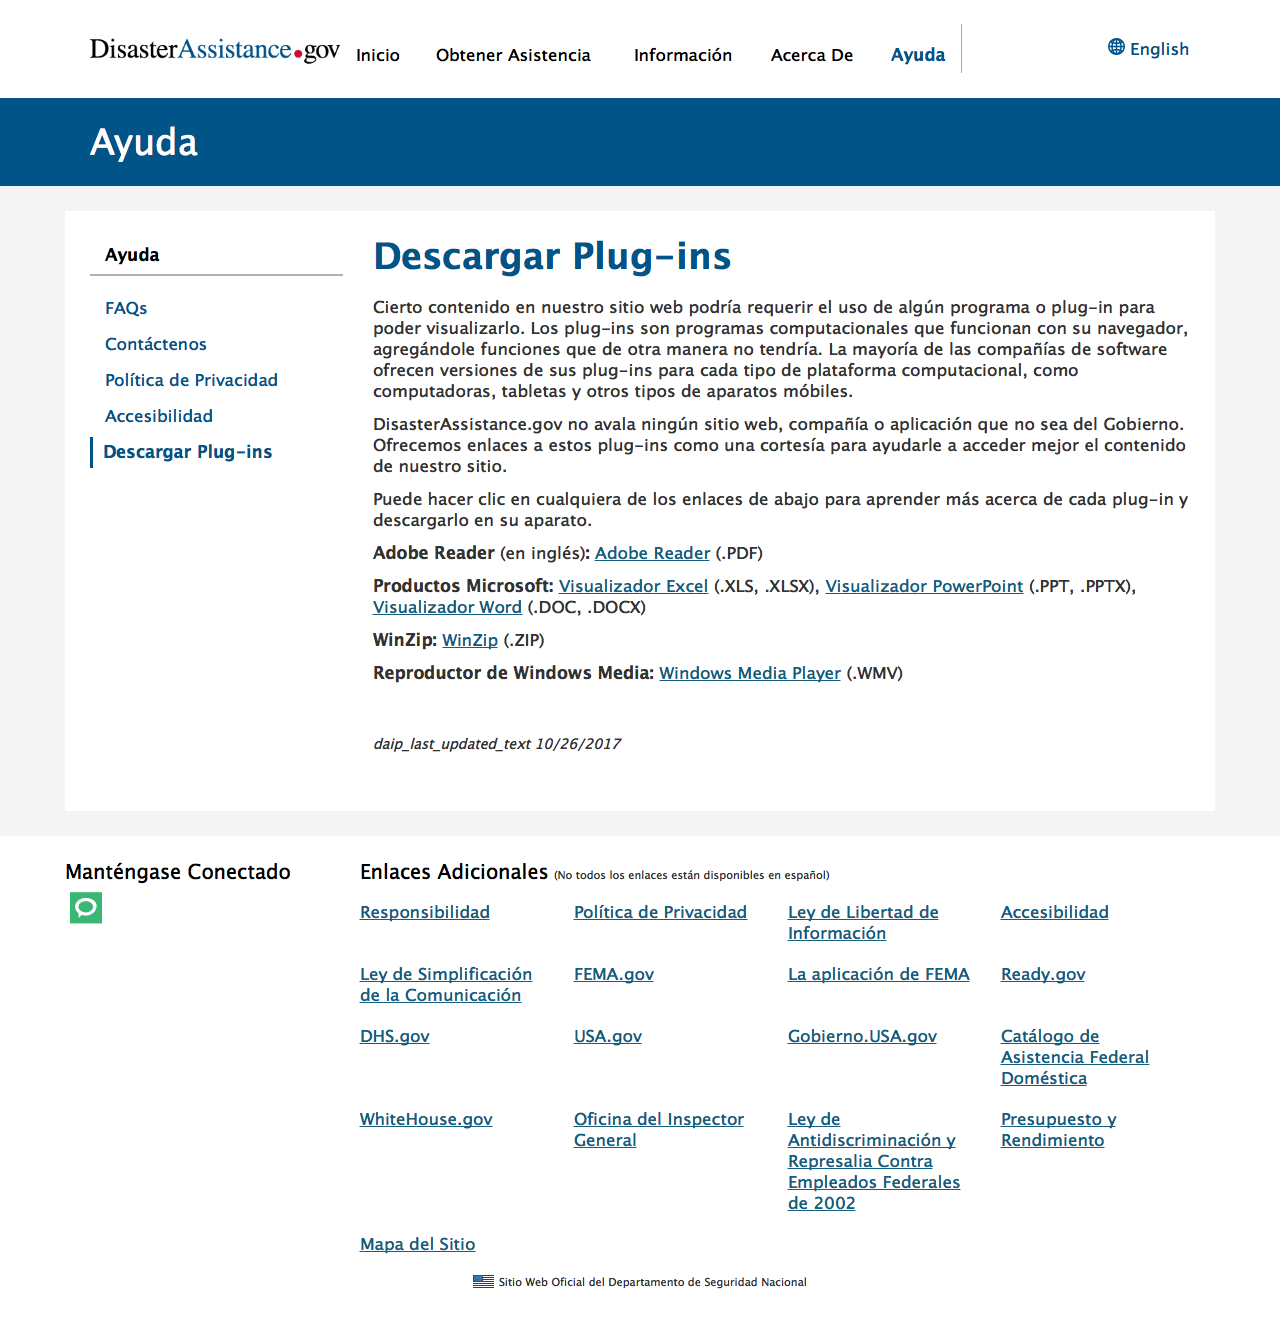 DisasterAssistance.gov
Inicio
Obtener Asistencia
Información
Acerca De
Ayuda
English
Ayuda
Ayuda
FAQs
Contáctenos
Política de Privacidad
Accesibilidad
Descargar Plug-ins
Descargar Plug-ins
Cierto contenido en nuestro sitio web podría requerir el uso de algún programa o plug-in para
poder visualizarlo. Los plug-ins son programas computacionales que funcionan con su navegador,
agregándole funciones que de otra manera no tendría. La mayoría de las compañías de software
ofrecen versiones de sus plug-ins para cada tipo de plataforma computacional, como
computadoras, tabletas y otros tipos de aparatos móbiles.
DisasterAssistance.gov no avala ningún sitio web, compañía o aplicación que no sea del Gobierno.
Ofrecemos enlaces a estos plug-ins como una cortesía para ayudarle a acceder mejor el contenido
de nuestro sitio.
Puede hacer clic en cualquiera de los enlaces de abajo para aprender más acerca de cada plug-in y
descargarlo en su aparato.
Adobe Reader (en inglés): Adobe Reader (.PDF)
Productos Microsoft: Visualizador Excel (.XLS, .XLSX), Visualizador PowerPoint (.PPT, .PPTX),
Visualizador Word (.DOC, .DOCX)
WinZip: WinZip (.ZIP)
Reproductor de Windows Media: Windows Media Player (.WMV)
daip_last_updated_text 10/26/2017
Manténgase Conectado
Enlaces Adicionales (No todos los enlaces están disponibles en español)
Responsibilidad
Política de Privacidad
Ley de Libertad de
Información
Accesibilidad
Ley de Simplificación
de la Comunicación
FEMA.gov
La aplicación de FEMA
Ready.gov
DHS.gov
USA.gov
Gobierno.USA.gov
Catálogo de
Asistencia Federal
Doméstica
WhiteHouse.gov
Oficina del Inspector
General
Ley de
Antidiscriminación y
Represalia Contra
Empleados Federales
de 2002
Presupuesto y
Rendimiento
Mapa del Sitio
Sitio Web Oficial del Departamento de Seguridad Nacional